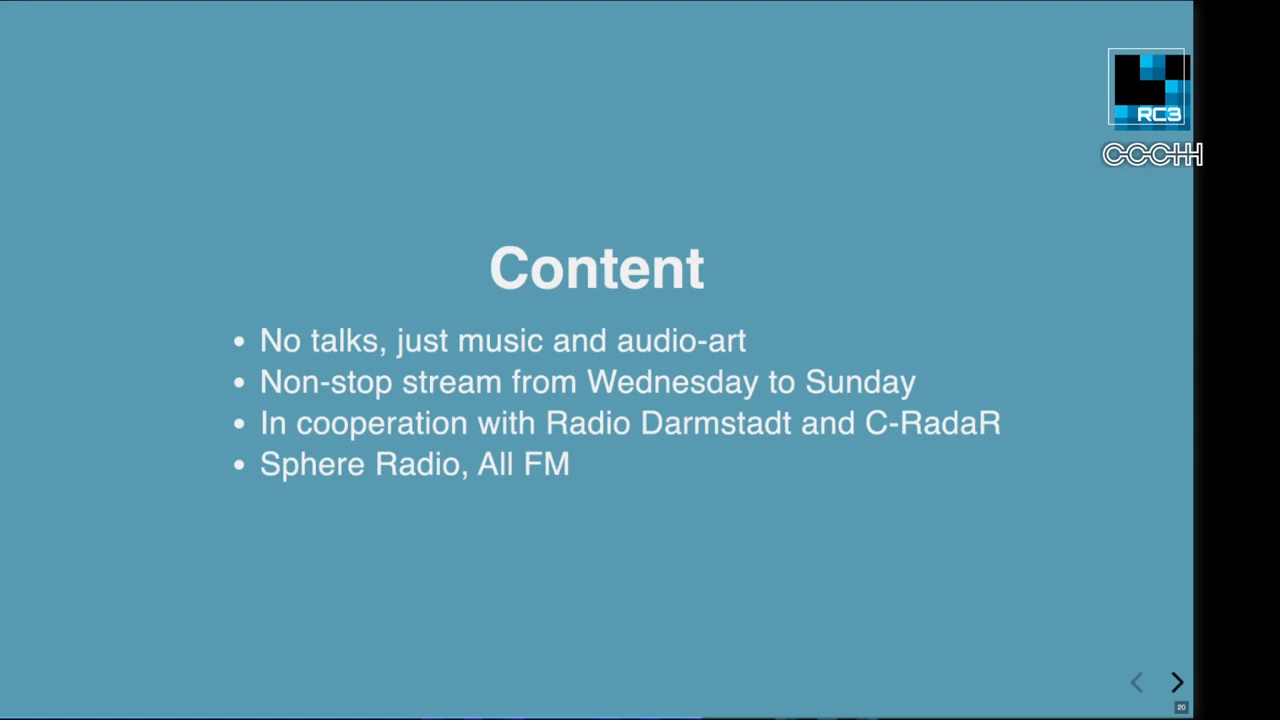 RC3
CCCHH
Content
No talks, just music and audio-art
Non-stop stream from Wednesday to Sunday
In cooperation with Radio Darmstadt and C-RadaR
Sphere Radio, All FM
20